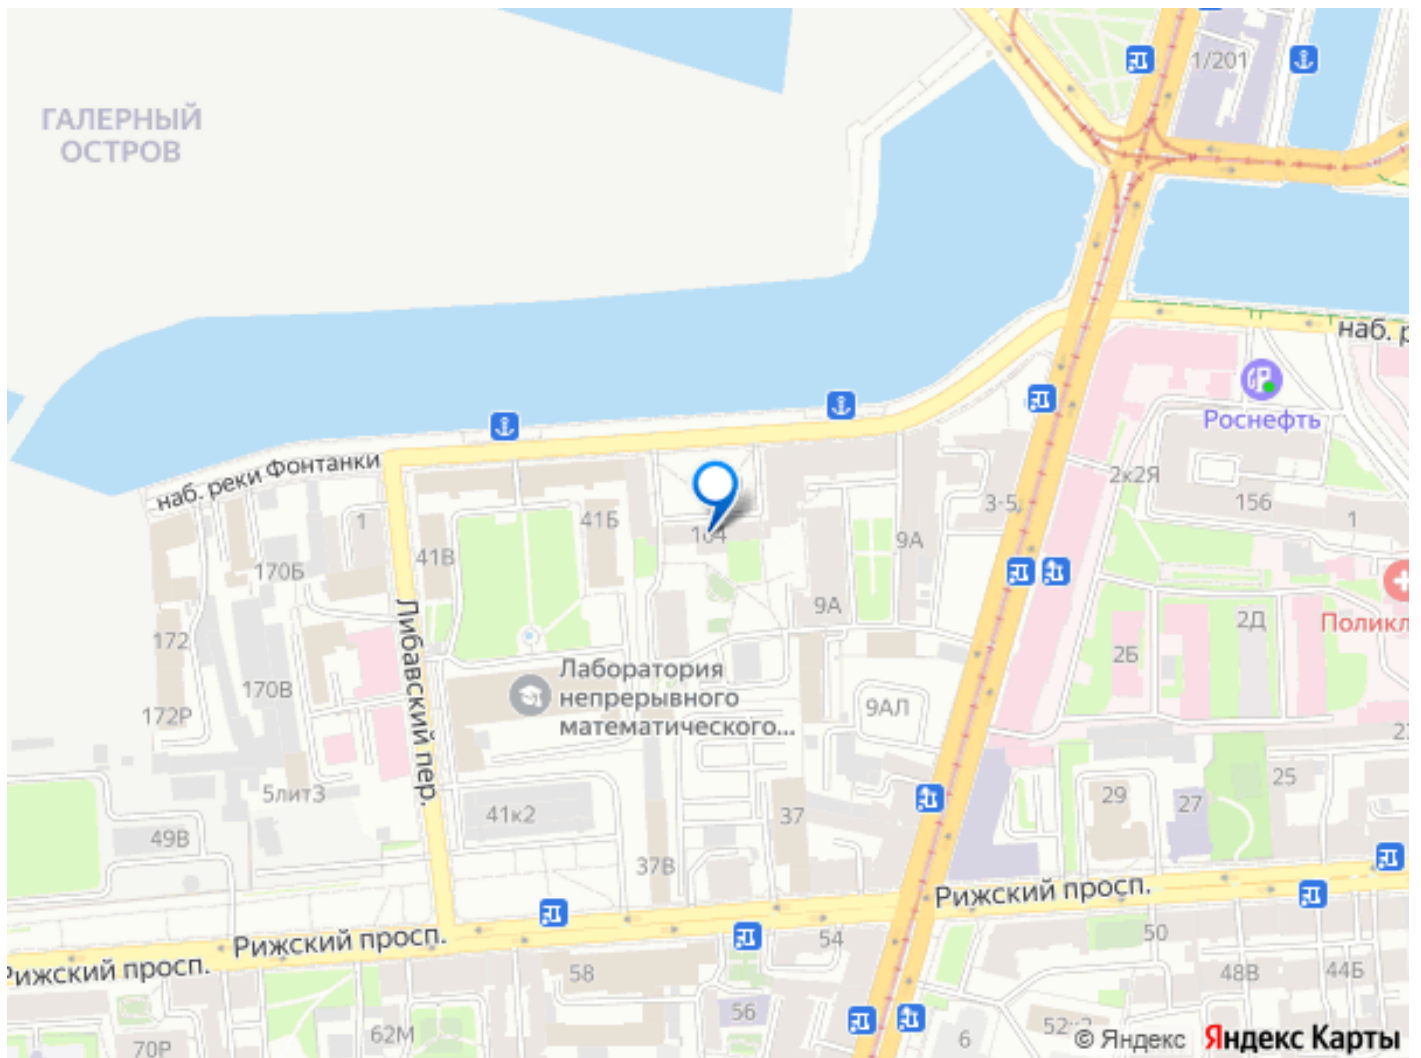 1/201
ГАЛЕРНЫЙ
ОСТРОВ
наб. р
Роснефть
наб. реки Фонтанки
2к2Я
3-5
156
1
1
41Б
164
9А
41В
170Б
9А
2Д
Поликл
172
2Б
Либавский пер.
Лаборатория
непрерывного
математического...
170В
9АЛ
172Р
25
5лит3
29
27
41к2
37
49В
37В
Рижский просп.
Рижский просп.
Рижский просп.
54
50
58
48В
44Б
56
62М
6
70Р
© Яндекс
Яндекс Карты